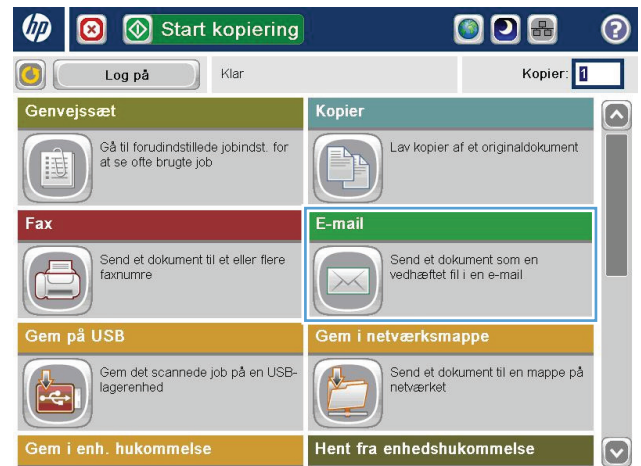 hp Start kopiering ?
Log på Klar Kopier: 1
Genvejssæt
Gå til forudindstillede jobindst. for
at se ofte brugte job
Kopier
Lav kopier af et originaldokument
Fax
Send et dokument til et eller flere
faxnumre
E-mail
Send et dokument som en
vedhæftet fil i en e-mail
Gem på USB
Gem det scannede job på en USB-
lagerenhed
Gem i netværksmappe
Send et dokument til en mappe på
netværket
Gem i enh. hukommelse
Hent fra enhedshukommelse